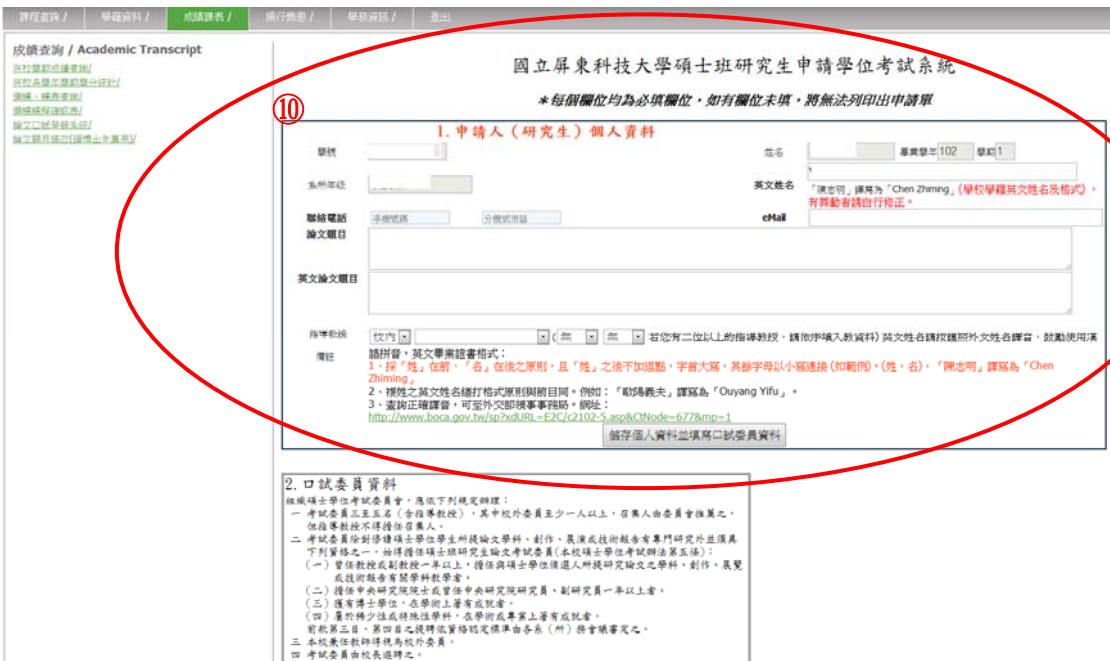 課程查詢 / 學籍資料 / 成績課表 / 操行獎懲 / 學務資訊 / 登出
成績查詢 / Academic Transcript
在校學期成績查詢/
在校各學年學期學分統計/
論文口試登錄系統/
論文題目修改(碩博士生專用)/
國立屏東科技大學碩士班研究生申請學位考試系統
＊每個欄位均為必填欄位，如有欄位未填，將無法列印出申請單
⑩
1. 申請人（研究生）個人資料
學號
姓名
畢業學年 102 學期 1
系所年級
英文姓名
「陳志明」譯寫為「Chen Zhiming」(學校學籍英文姓名及格式)，
有異動者請自行修正。
聯絡電話 手機號碼 分機或市話 eMail
論文題目
英文論文題目
指導教授 校內 ( 無 無 若您有二位以上的指導教授，請依序填入教資料) 英文姓名請按護照外文姓名譯音，鼓勵使用漢
備註 語拼音，英文畢業證書格式：
1、採「姓」在前、「名」在後之原則，且「姓」之後不加逗點，字首大寫，其餘字母以小寫連接 (如範例)。(姓，名)，「陳志明」譯寫為「Chen
Zhiming」
2、複姓之英文姓名繕打格式原則與前目同。例如：「歐陽義夫」譯寫為「Ouyang Yifu」。
3、查詢正確譯音，可至外交部領事事務局。網址：
http://www.boca.gov.tw/sp?xdURL=E2C/c2102-5.asp&CtNode=677&mp=1
儲存個人資料並填寫口試委員資料
2. 口試委員資料
組織碩士學位考試委員會，應依下列規定辦理：
一 考試委員三至五名（含指導教授），其中校外委員至少一人以上，召集人由委員會推薦之，
但指導教授不得擔任召集人。
二 考試委員除對修讀碩士學位學生所提論文學科、創作、展演或技術報告有專門研究外並須具
下列資格之一，始得擔任碩士班研究生論文考試委員(本校碩士學位考試辦法第五條)：
(一) 曾任教授或副教授一年以上，擔任與碩士學位候選人所提研究論文之學科、創作、展覽
或技術報告有關學科教學者。
(二) 擔任中央研究院院士或曾任中央研究院研究員、副研究員一年以上者。
(三) 獲有博士學位，在學術上著有成就者。
(四) 屬於稀少性或特殊性學科，在學術或專業上著有成就者。
前款第三目、第四目之提聘依資格認定標準由各系（所）務會議審定之。
三 本校兼任教師得視為校外委員。
四 考試委員由校長遴聘之。